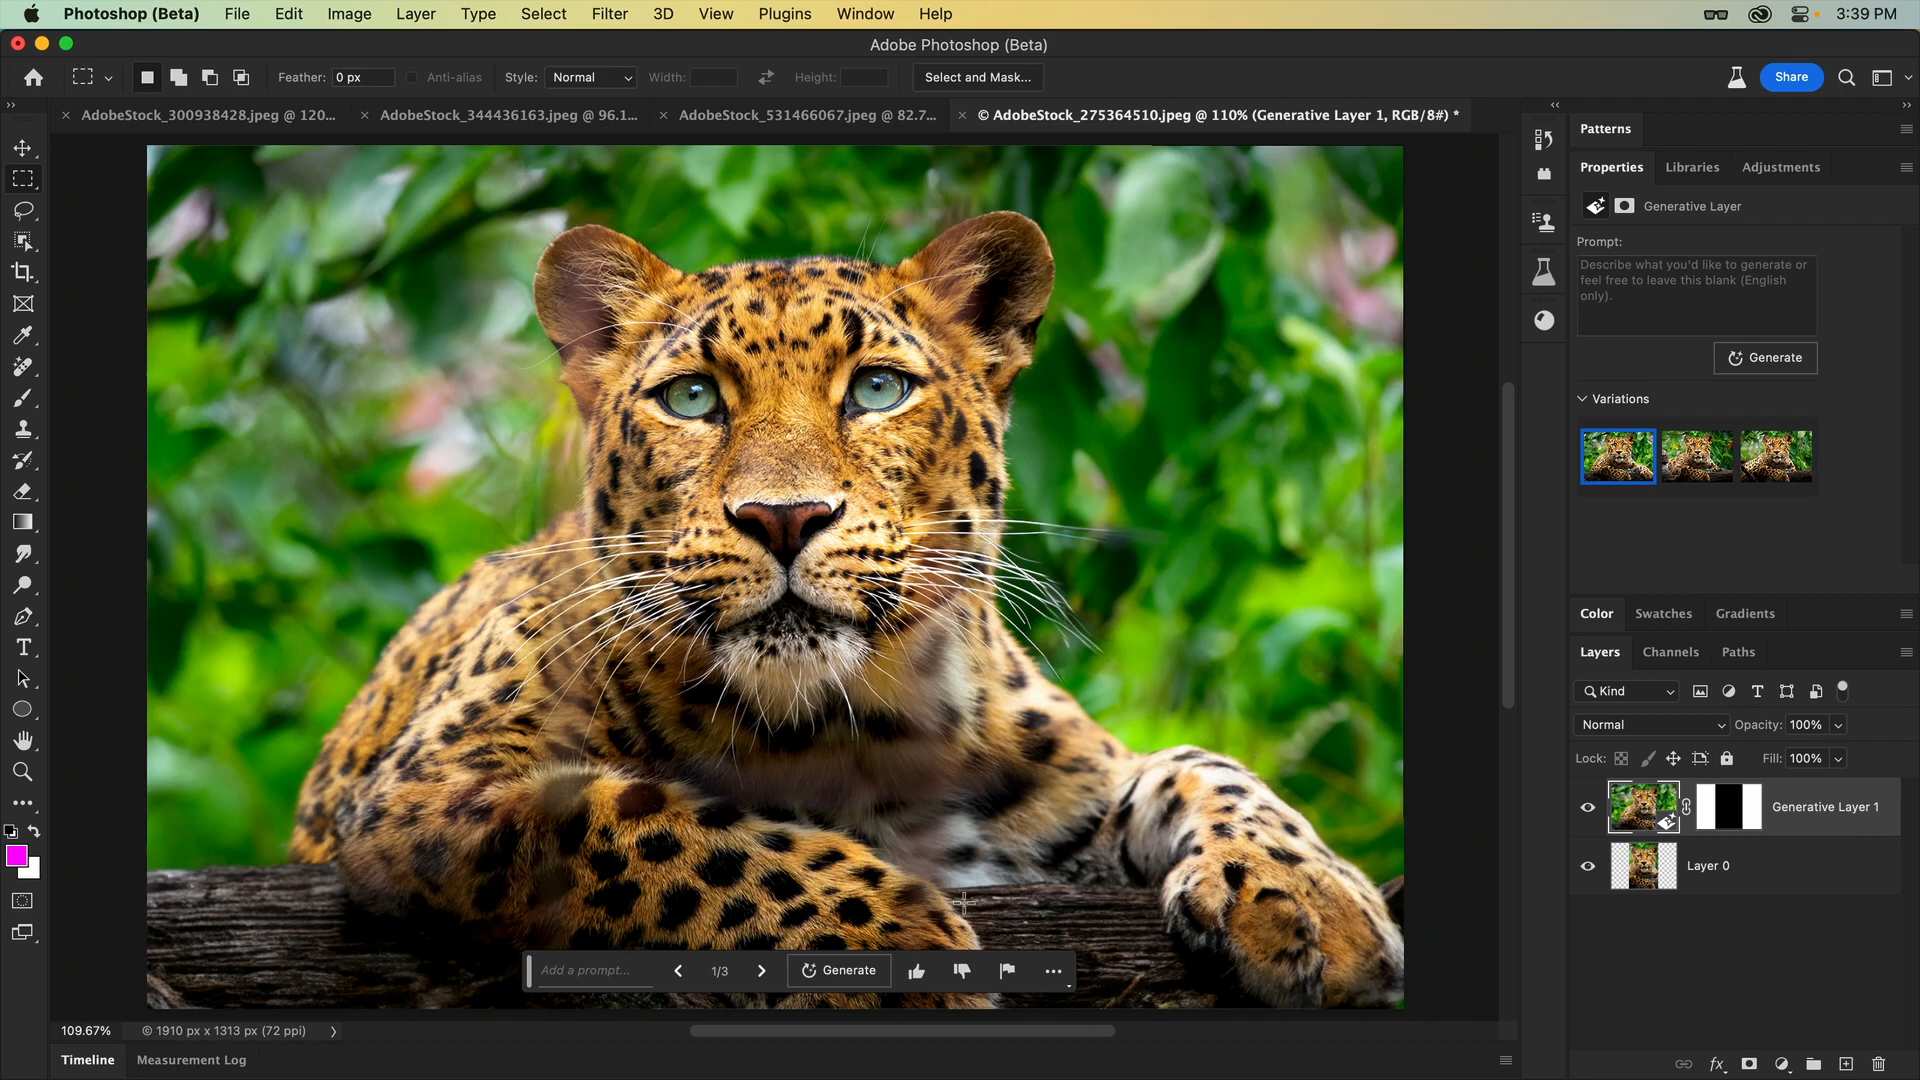 Photoshop (Beta) File Edit Image Layer Type Select Filter 3D View Plugins Window Help 3:39 PM
Adobe Photoshop (Beta)
Feather: 0 px Anti-alias Style: Normal Width: Height: Select and Mask... Share
AdobeStock_300938428.jpeg @ 120... AdobeStock_344436163.jpeg @ 96.1... AdobeStock_531466067.jpeg @ 82.7... © AdobeStock_275364510.jpeg @ 110% (Generative Layer 1, RGB/8#) *
Patterns
Properties Libraries Adjustments
Generative Layer
Prompt:
Describe what you'd like to generate or
feel free to leave this blank (English
only).
Generate
Variations
Color Swatches Gradients
Layers Channels Paths
Kind
Normal Opacity: 100%
Lock: Fill: 100%
Generative Layer 1
Layer 0
Add a prompt... 1/3 Generate
109.67% © 1910 px x 1313 px (72 ppi)
Timeline Measurement Log
fx